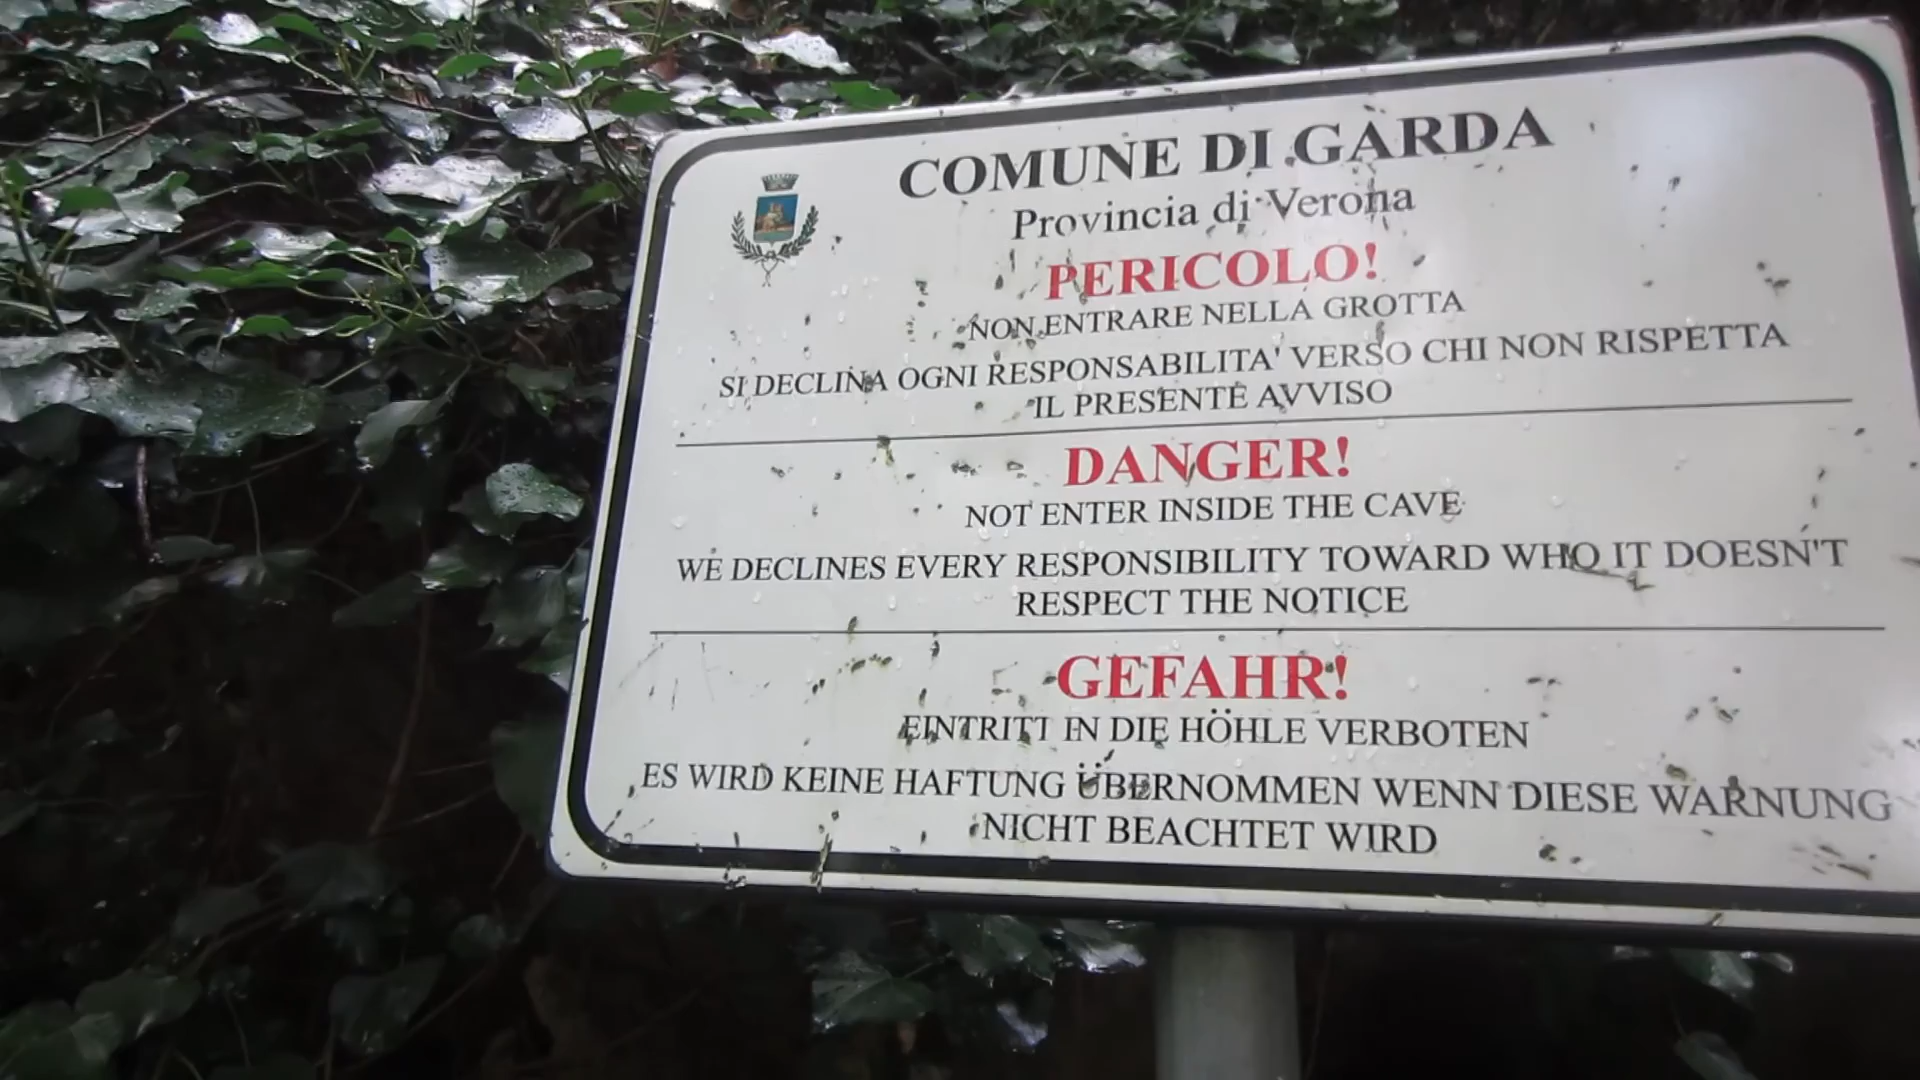 COMUNE DI GARDA
Provincia di Verona
PERICOLO!
NON ENTRARE NELLA GROTTA
SI DECLINA OGNI RESPONSABILITA' VERSO CHI NON RISPETTA
IL PRESENTE AVVISO
DANGER!
NOT ENTER INSIDE THE CAVE
WE DECLINES EVERY RESPONSIBILITY TOWARD WHO IT DOESN'T
RESPECT THE NOTICE
GEFAHR!
EINTRITT IN DIE HÖHLE VERBOTEN
ES WIRD KEINE HAFTUNG ÜBERNOMMEN WENN DIESE WARNUNG
NICHT BEACHTET WIRD